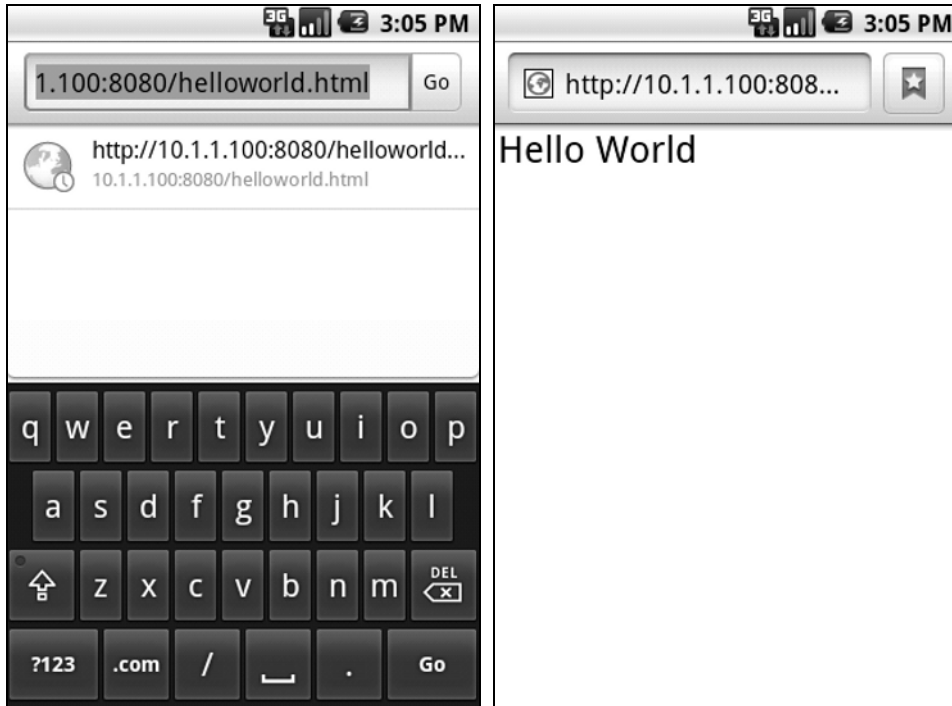 3G 3:05 PM
1.100:8080/helloworld.html Go
http://10.1.1.100:8080/helloworld...
10.1.1.100:8080/helloworld.html
q w e r t y u i o p
a s d f g h j k l
z x c v b n m DEL
?123 .com / . Go
3G 3:05 PM
http://10.1.1.100:808...
Hello World